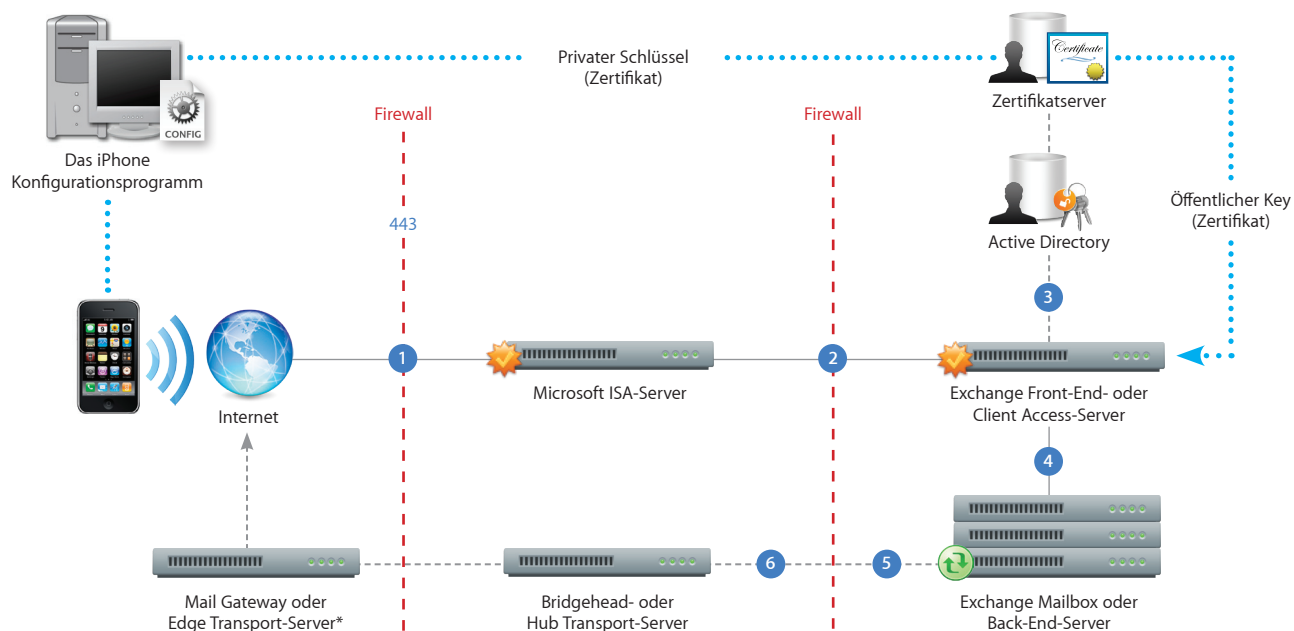 Privater Schlüssel
(Zertifikat)
Certificate
Zertifikatserver
CONFIG
Das iPhone
Konfigurationsprogramm
Firewall
Firewall
443
Öffentlicher Key
(Zertifikat)
Active Directory
3
1
2
Internet
Microsoft ISA-Server
Exchange Front-End- oder
Client Access-Server
4
6
5
Mail Gateway oder
Edge Transport-Server*
Bridgehead- oder
Hub Transport-Server
Exchange Mailbox oder
Back-End-Server